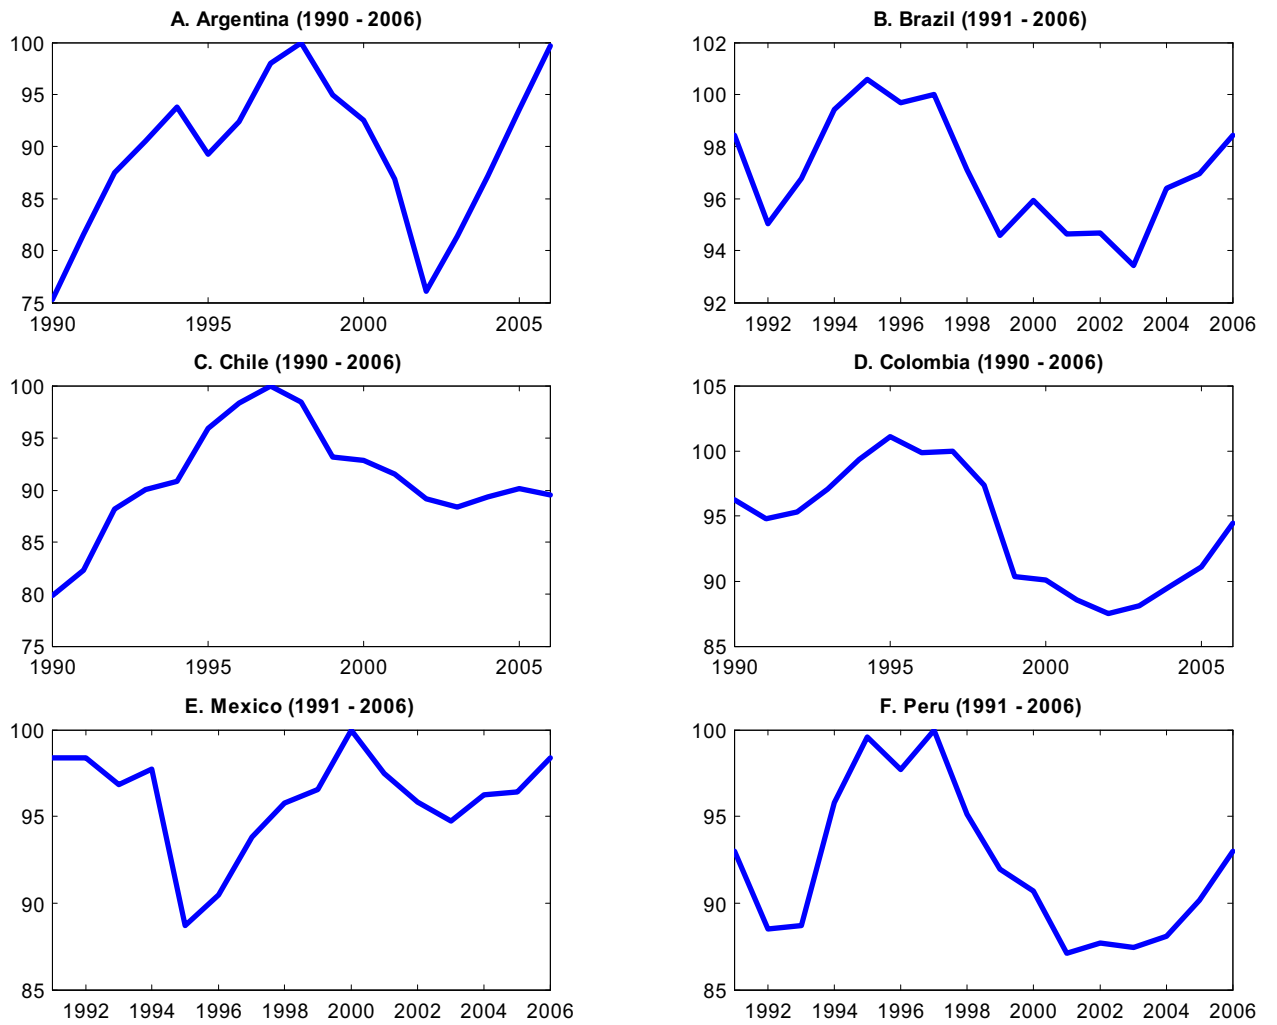 A. Argentina (1990 - 2006)
100
95
90
85
80
75
1990 1995 2000 2005
B. Brazil (1991 - 2006)
102
100
98
96
94
92
1992 1994 1996 1998 2000 2002 2004 2006
C. Chile (1990 - 2006)
100
95
90
85
80
75
1990 1995 2000 2005
D. Colombia (1990 - 2006)
105
100
95
90
85
1990 1995 2000 2005
E. Mexico (1991 - 2006)
100
95
90
85
1992 1994 1996 1998 2000 2002 2004 2006
F. Peru (1991 - 2006)
100
95
90
85
1992 1994 1996 1998 2000 2002 2004 2006